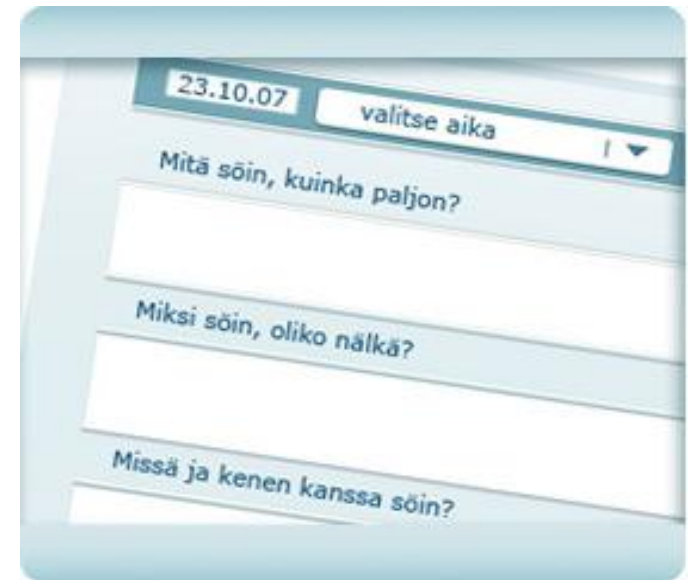 23.10.07 valitse aika
Mitä söin, kuinka paljon?
Miksi söin, oliko nälkä?
Missä ja kenen kanssa söin?